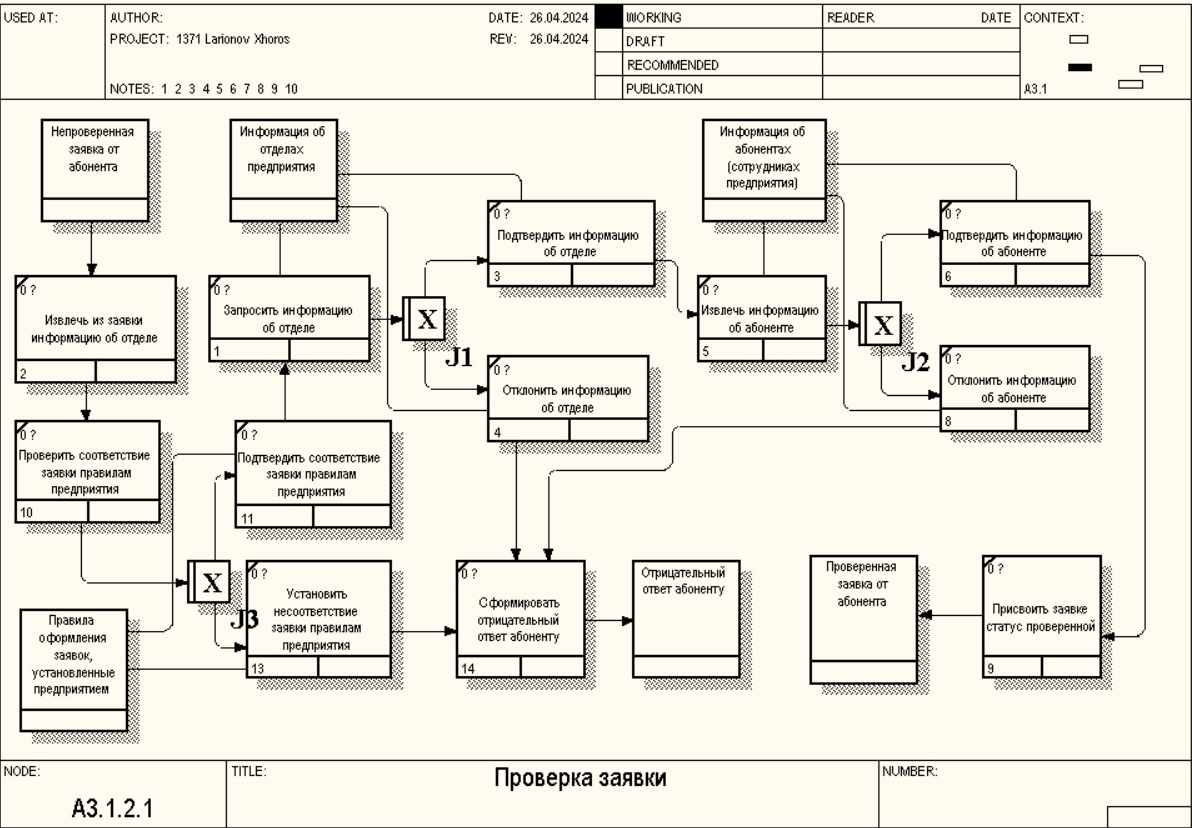 USED AT:
AUTHOR:
DATE: 26.04.2024
PROJECT: 1371 Larionov Xhoros
REV: 26.04.2024
NOTES: 1 2 3 4 5 6 7 8 9 10
WORKING
DRAFT
RECOMMENDED
PUBLICATION
READER
DATE
CONTEXT:
A3.1
Непроверенная
заявка от
абонента
Информация об
отделах
предприятия
Информация об
абонентах
(сотрудниках
предприятия)
0 ?
Подтвердить информацию
об отделе
3
0 ?
Подтвердить информацию
об абоненте
6
0 ?
Извлечь из заявки
информацию об отделе
2
0 ?
Запросить информацию
об отделе
1
X
J1
0 ?
Извлечь информацию
об абоненте
5
X
J2
0 ?
Отклонить информацию
об отделе
4
0 ?
Отклонить информацию
об абоненте
8
0 ?
Проверить соответствие
заявки правилам
предприятия
10
0 ?
Подтвердить соответствие
заявки правилам
предприятия
11
X
J3
0 ?
Установить
несоответствие
заявки правилам
предприятия
13
0 ?
Сформировать
отрицательный
ответ абоненту
14
Отрицательный
ответ абоненту
Проверенная
заявка от
абонента
0 ?
Присвоить заявке
статус проверенной
9
Правила
оформления
заявок,
установленные
предприятием
NODE:
A3.1.2.1
TITLE:
Проверка заявки
NUMBER: